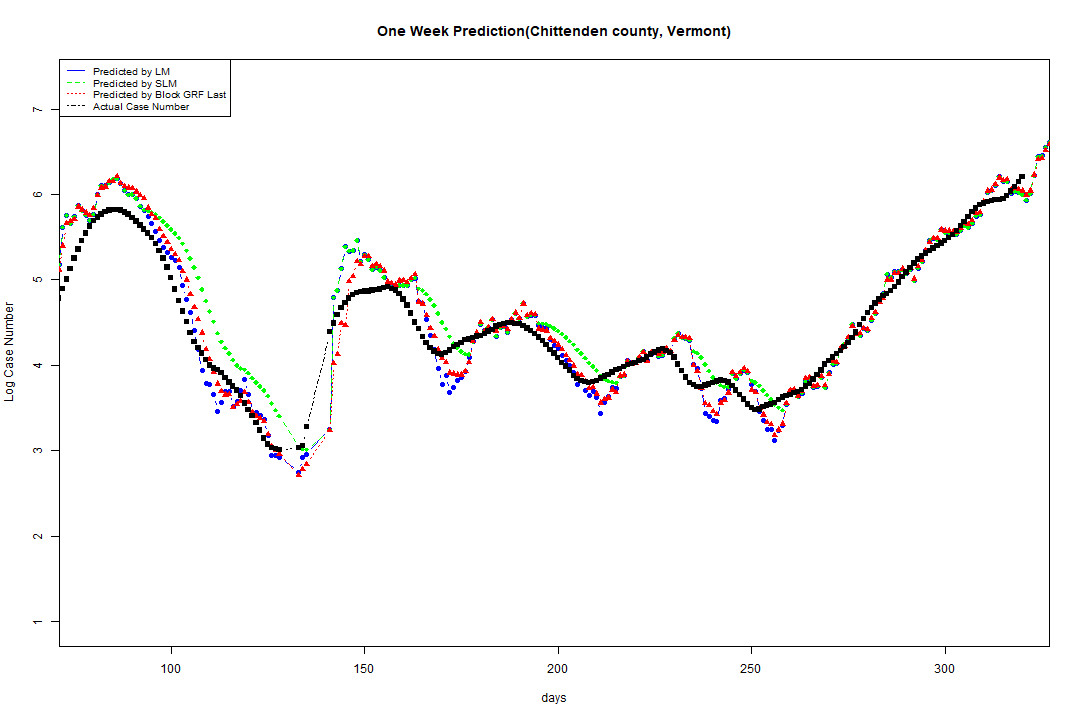 One Week Prediction(Chittenden county, Vermont)
Predicted by LM
Predicted by SLM
Predicted by Block GRF Last
Actual Case Number
Log Case Number
7
6
5
4
3
2
1
100 150 200 250 300
days